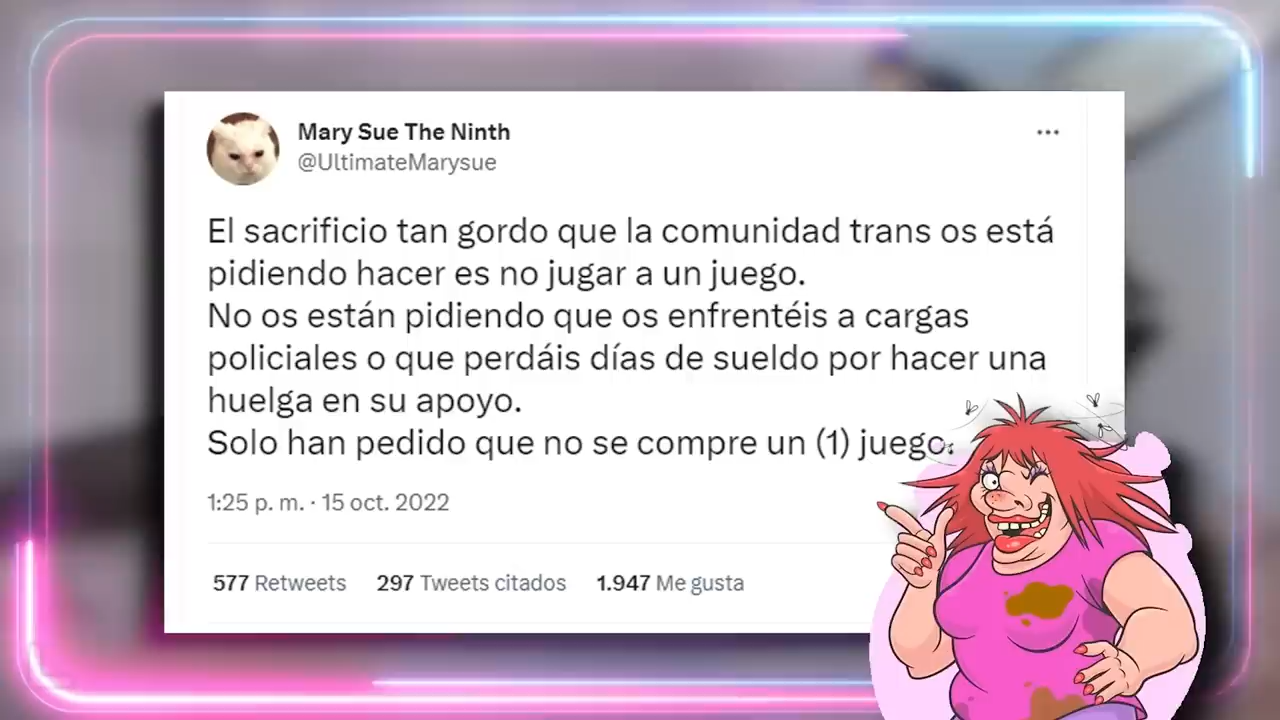 Mary Sue The Ninth
@UltimateMarysue
El sacrificio tan gordo que la comunidad trans os está
pidiendo hacer es no jugar a un juego.
No os están pidiendo que os enfrentéis a cargas
policiales o que perdáis días de sueldo por hacer una
huelga en su apoyo.
Solo han pedido que no se compre un (1) juego.
1:25 p. m. · 15 oct. 2022
577 Retweets 297 Tweets citados 1.947 Me gusta